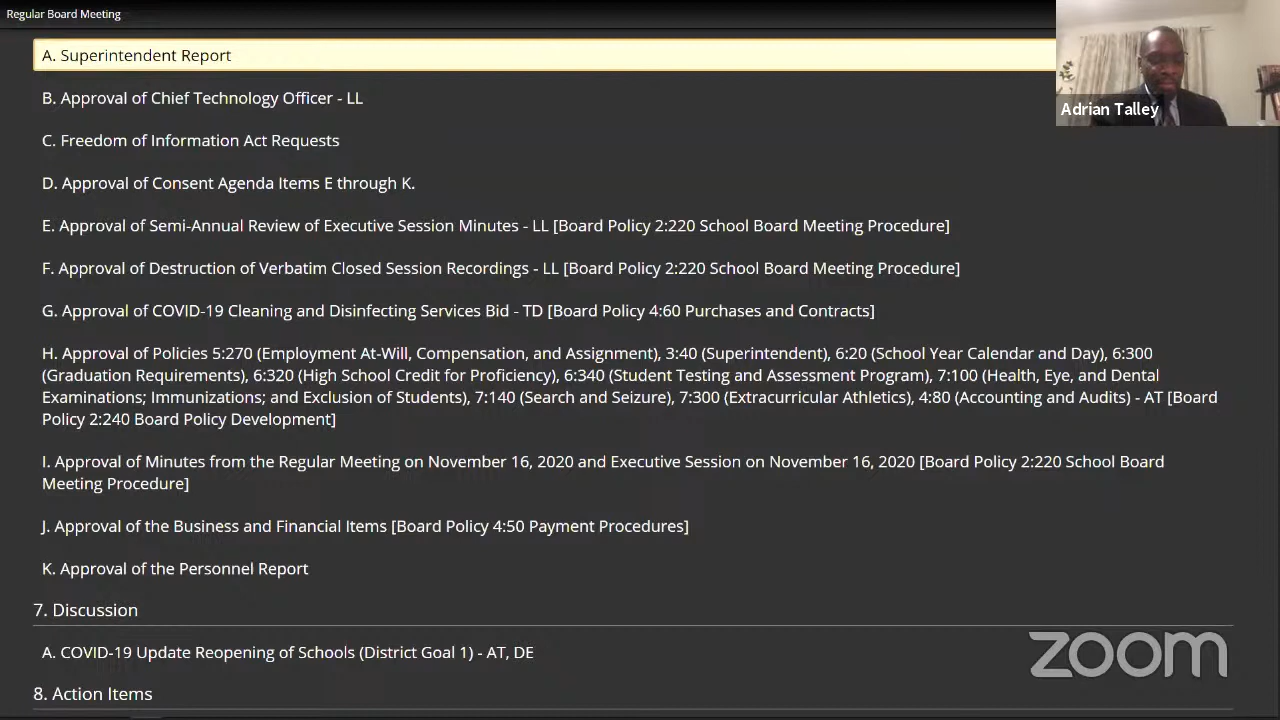 Regular Board Meeting
A. Superintendent Report
Adrian Talley
B. Approval of Chief Technology Officer - LL
C. Freedom of Information Act Requests
D. Approval of Consent Agenda Items E through K.
E. Approval of Semi-Annual Review of Executive Session Minutes - LL [Board Policy 2:220 School Board Meeting Procedure]
F. Approval of Destruction of Verbatim Closed Session Recordings - LL [Board Policy 2:220 School Board Meeting Procedure]
G. Approval of COVID-19 Cleaning and Disinfecting Services Bid - TD [Board Policy 4:60 Purchases and Contracts]
H. Approval of Policies 5:270 (Employment At-Will, Compensation, and Assignment), 3:40 (Superintendent), 6:20 (School Year Calendar and Day), 6:300
(Graduation Requirements), 6:320 (High School Credit for Proficiency), 6:340 (Student Testing and Assessment Program), 7:100 (Health, Eye, and Dental
Examinations; Immunizations; and Exclusion of Students), 7:140 (Search and Seizure), 7:300 (Extracurricular Athletics), 4:80 (Accounting and Audits) - AT [Board
Policy 2:240 Board Policy Development]
I. Approval of Minutes from the Regular Meeting on November 16, 2020 and Executive Session on November 16, 2020 [Board Policy 2:220 School Board
Meeting Procedure]
J. Approval of the Business and Financial Items [Board Policy 4:50 Payment Procedures]
K. Approval of the Personnel Report
7. Discussion
A. COVID-19 Update Reopening of Schools (District Goal 1) - AT, DE
zoom
8. Action Items